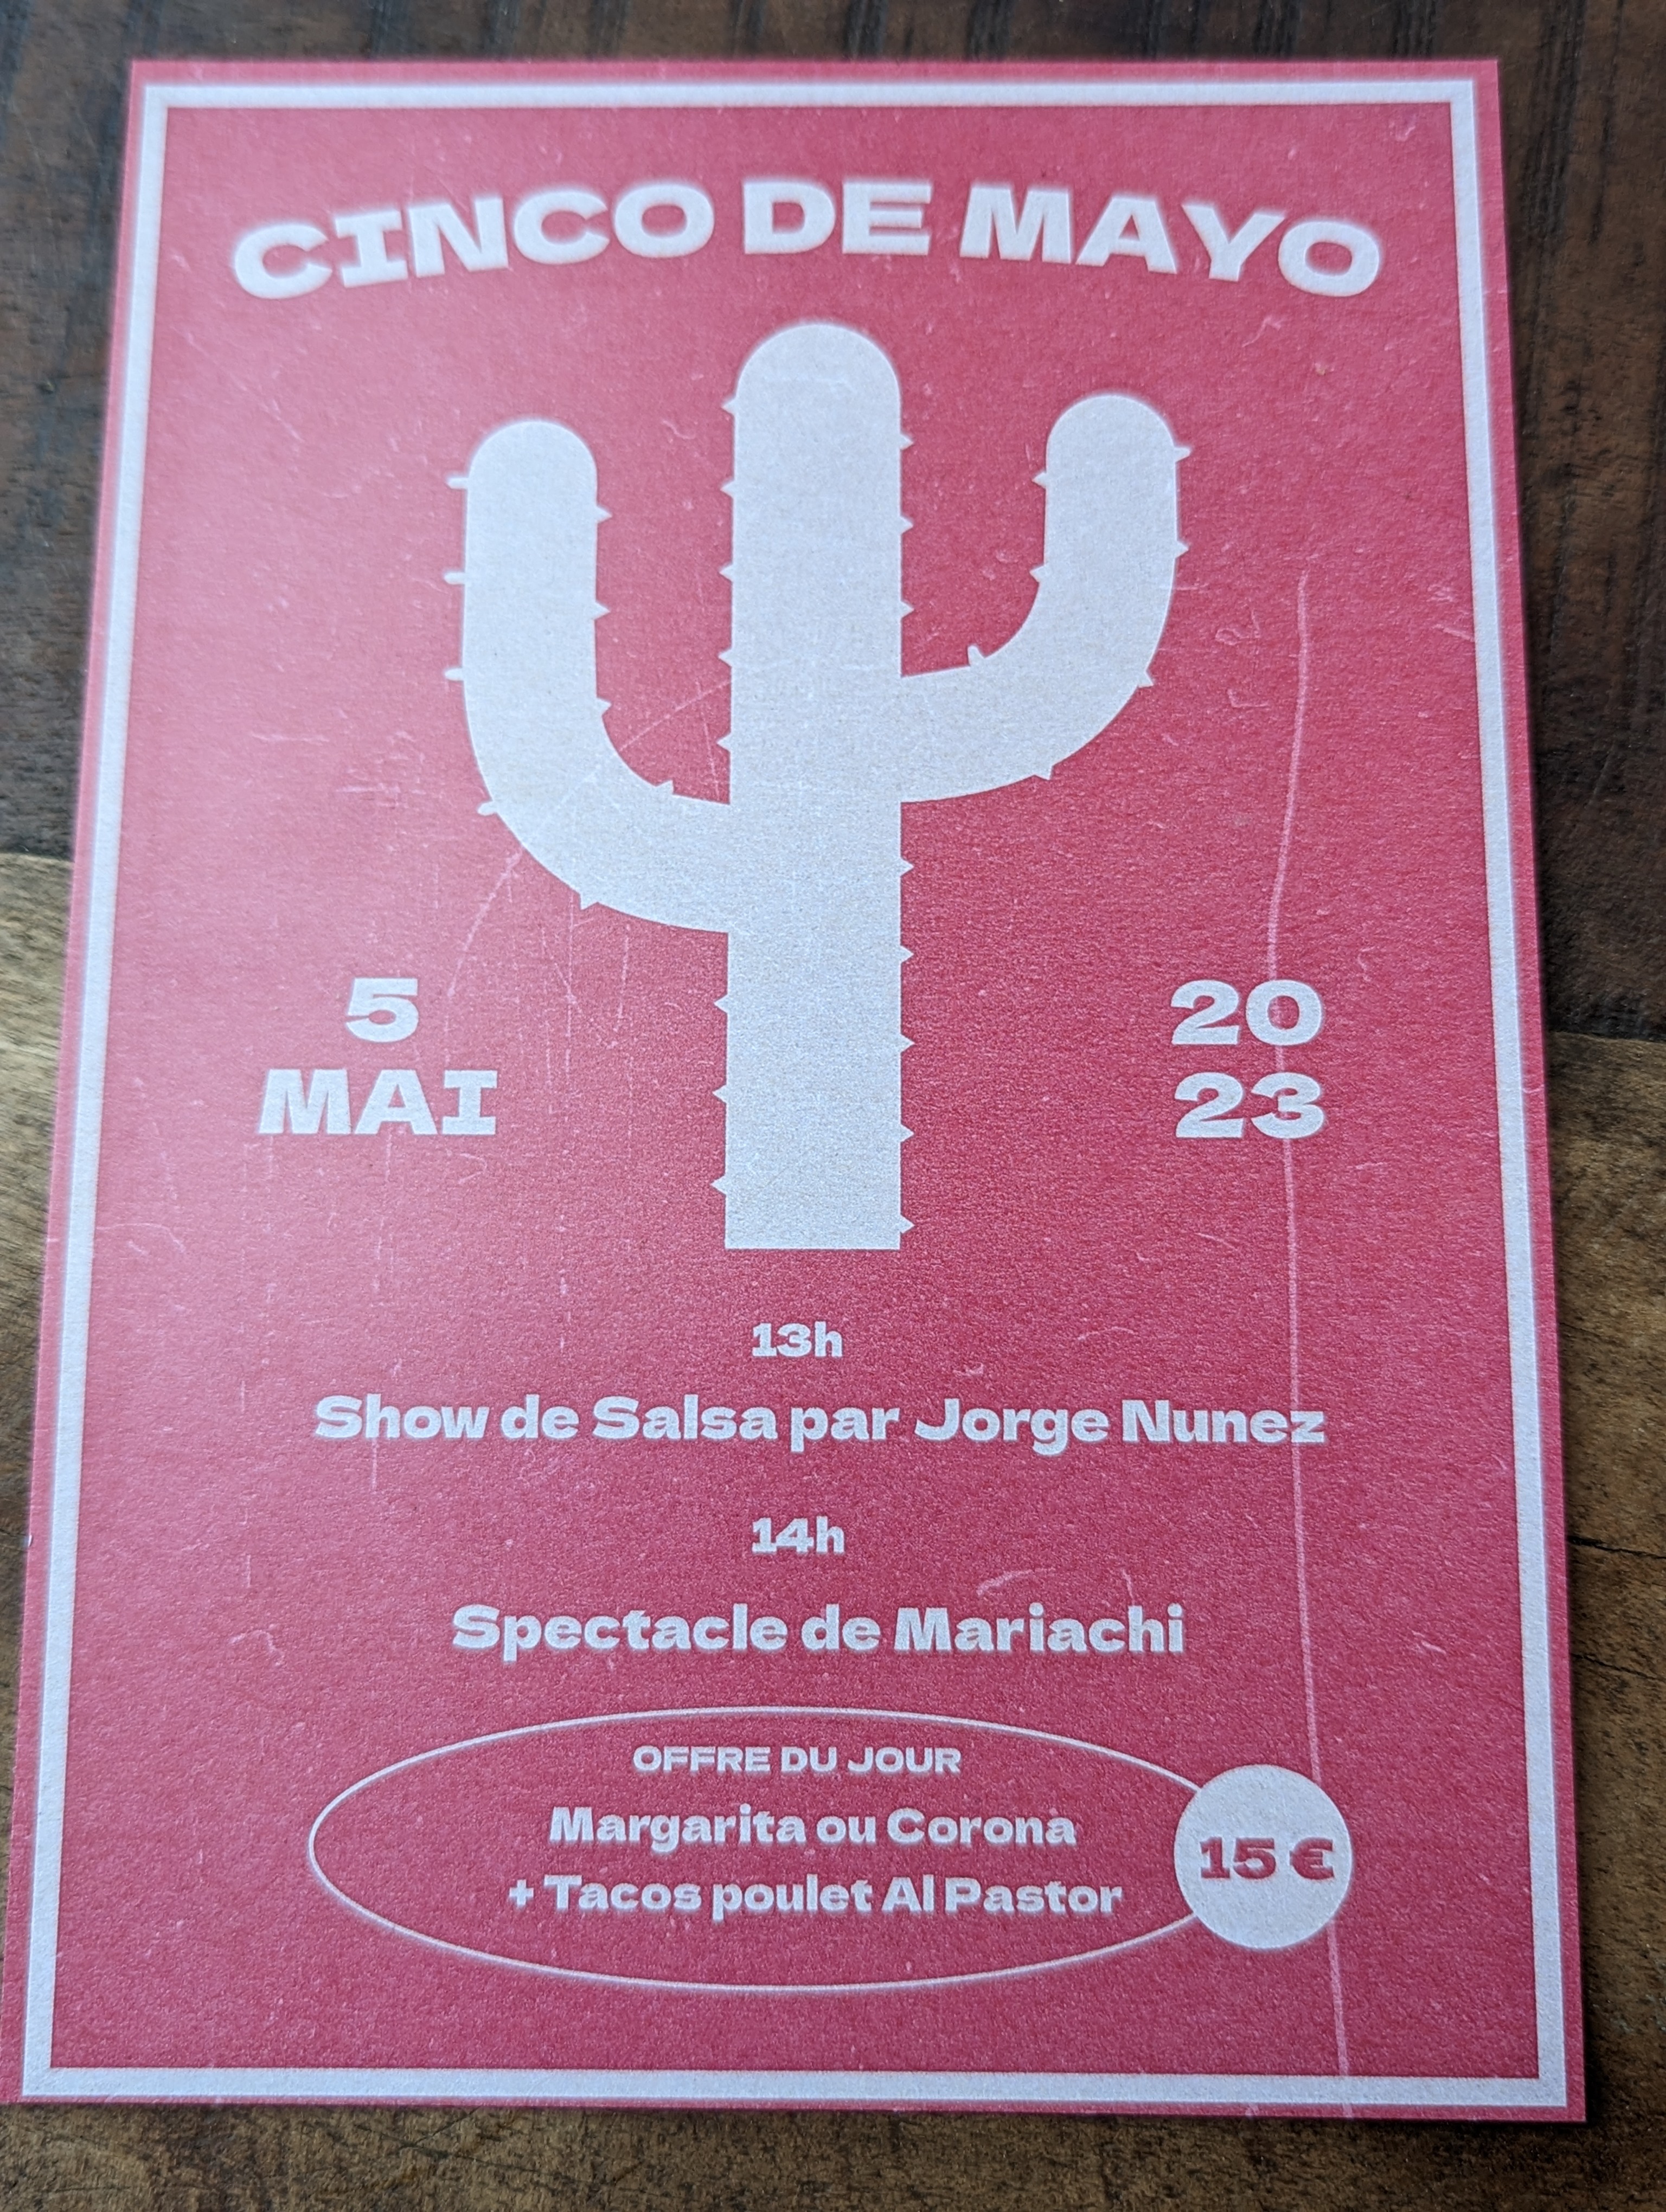 CINCO DE MAYO
5
MAI
20
23
13h
Show de Salsa par Jorge Nunez
14h
Spectacle de Mariachi
OFFRE DU JOUR
Margarita ou Corona
+ Tacos poulet Al Pastor
15 €